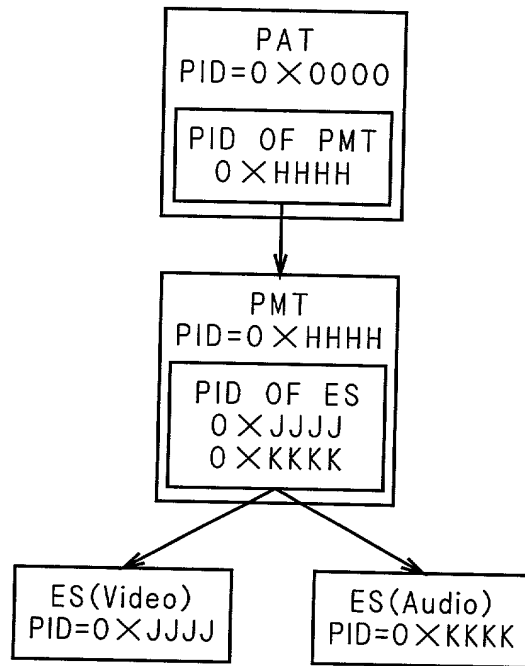 PAT
PID=0×0000
PID OF PMT
0×HHHH
PMT
PID=0×HHHH
PID OF ES
0×JJJJ
0×KKKK
ES(Video)
PID=0×JJJJ
ES(Audio)
PID=0×KKKK